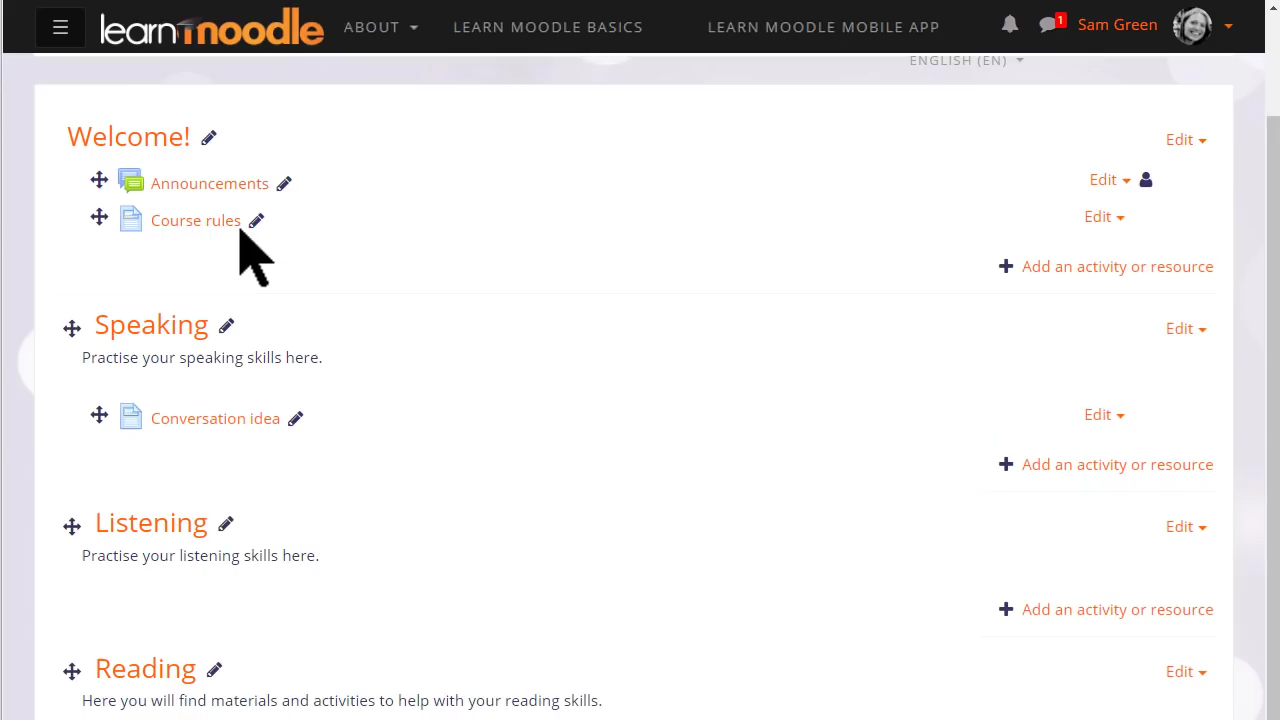 learn moodle ABOUT LEARN MOODLE BASICS LEARN MOODLE MOBILE APP 1 Sam Green
ENGLISH (EN)
Welcome! Edit
Announcements Edit
Course rules Edit
Add an activity or resource
Speaking Edit
Practise your speaking skills here.
Conversation idea Edit
Add an activity or resource
Listening Edit
Practise your listening skills here.
Add an activity or resource
Reading Edit
Here you will find materials and activities to help with your reading skills.